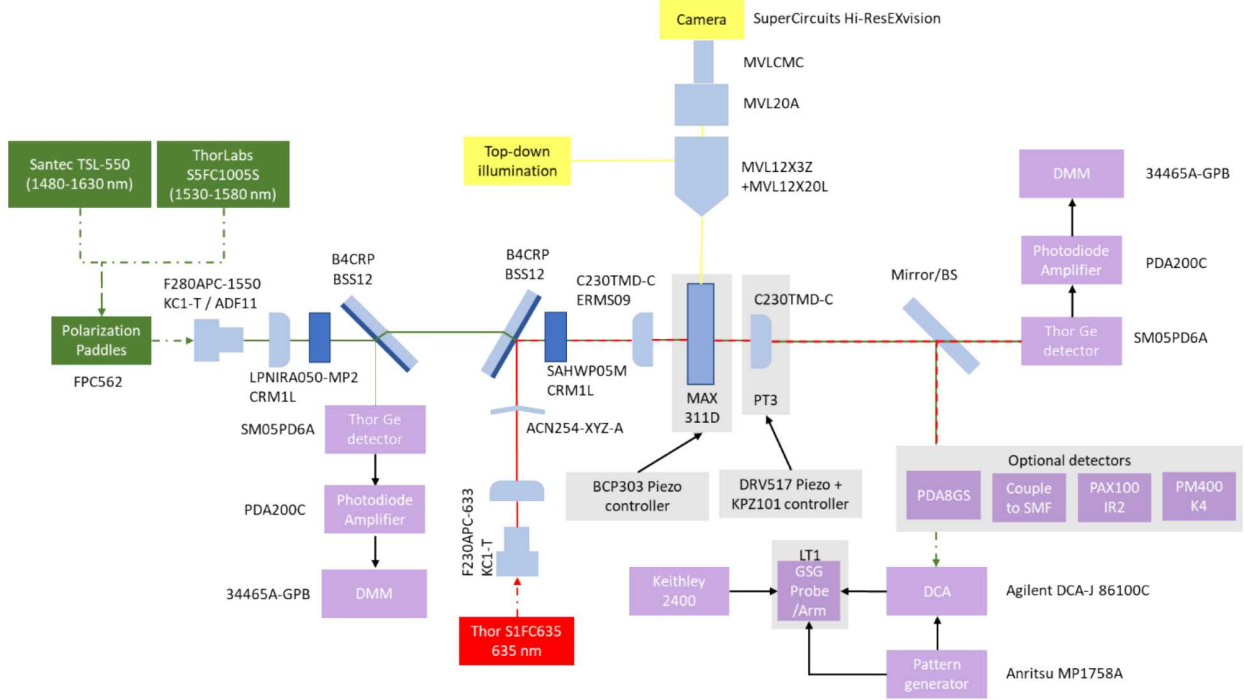 Camera
SuperCircuits Hi-ResEXvision
MVLCMC
MVL20A
Top-down
illumination
MVL12X3Z
+MVL12X20L
Santec TSL-550
(1480-1630 nm)
ThorLabs
S5FC1005S
(1530-1580 nm)
DMM
34465A-GPB
Photodiode
Amplifier
PDA200C
Thor Ge
detector
SM05PD6A
F280APC-1550
KC1-T / ADF11
B4CRP
BSS12
B4CRP
BSS12
C230TMD-C
ERMS09
C230TMD-C
Mirror/BS
Polarization
Paddles
FPC562
LPNIRA050-MP2
CRM1L
SAHWP05M
CRM1L
MAX
311D
PT3
SM05PD6A
Thor Ge
detector
ACN254-XYZ-A
PDA200C
Photodiode
Amplifier
F230APC-633
KC1-T
BCP303 Piezo
controller
DRV517 Piezo +
KPZ101 controller
Optional detectors
PDA8GS
Couple
to SMF
PAX100
IR2
PM400
K4
34465A-GPB
DMM
Thor S1FC635
635 nm
Keithley
2400
LT1
GSG
Probe
/Arm
DCA
Agilent DCA-J 86100C
Pattern
generator
Anritsu MP1758A